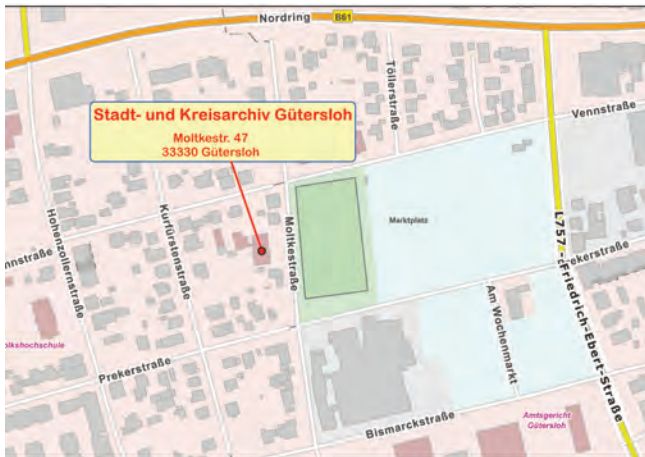 Nordring
B61
Töllerstraße
Vennstraße
Stadt- und Kreisarchiv Gütersloh
Moltkestr. 47
33330 Gütersloh
Hohenzollernstraße
Kurfürstenstraße
Moltkestraße
Marktplatz
L757 - Friedrich-Ebert-Straße
nnstraße
rekerstraße
Am Wochenmarkt
olkshochschule
Prekerstraße
Bismarckstraße
Amtsgericht
Gütersloh